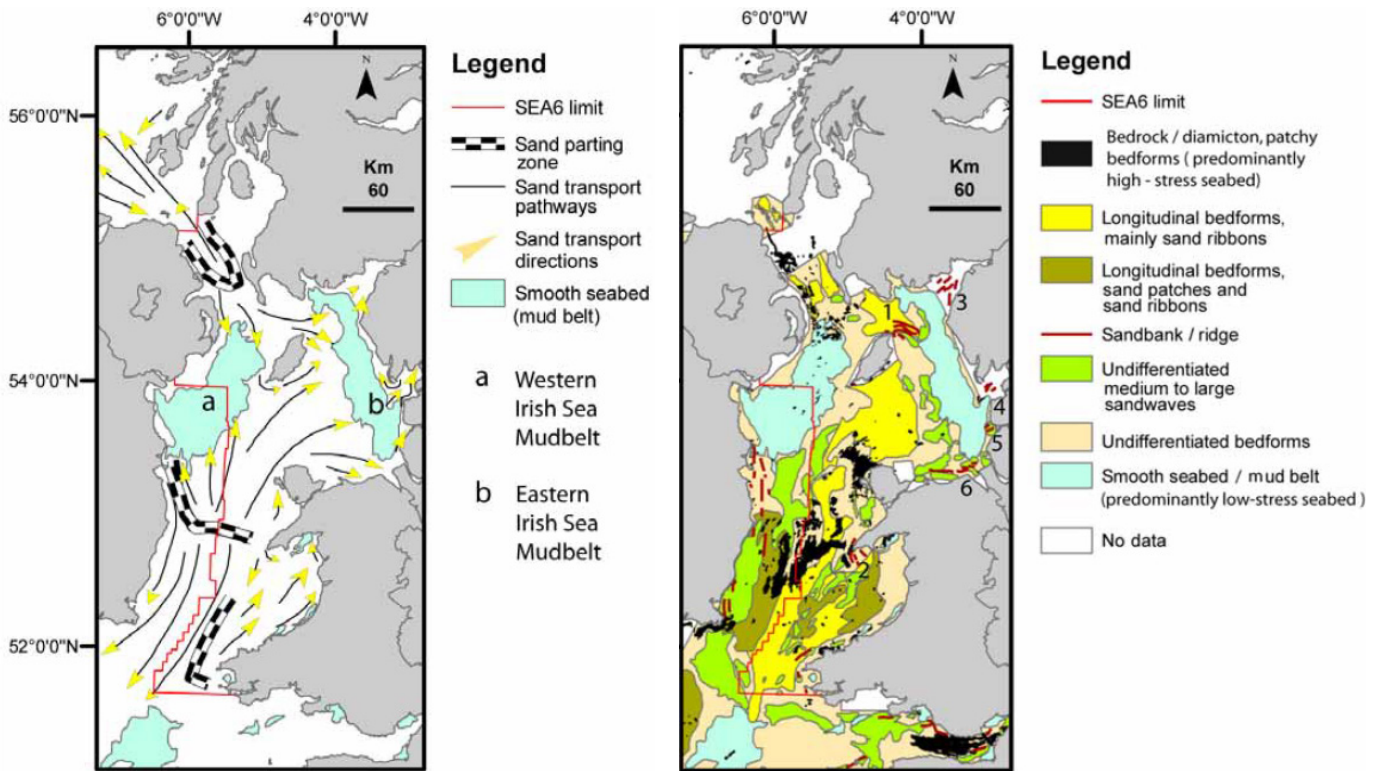 6°0'0"W
4°0'0"W
56°0'0"N
54°0'0"N
52°0'0"N
N
Km
60
a
b
Legend
SEA6 limit
Sand parting
zone
Sand transport
pathways
Sand transport
directions
Smooth seabed
(mud belt)
a
Western
Irish Sea
Mudbelt
b
Eastern
Irish Sea
Mudbelt
6°0'0"W
4°0'0"W
N
Km
60
1
3
4
5
6
2
Legend
SEA6 limit
Bedrock / diamicton, patchy
bedforms ( predominantly
high - stress seabed)
Longitudinal bedforms,
mainly sand ribbons
Longitudinal bedforms,
sand patches and
sand ribbons
Sandbank / ridge
Undifferentiated
medium to large
sandwaves
Undifferentiated bedforms
Smooth seabed / mud belt
(predominantly low-stress seabed )
No data